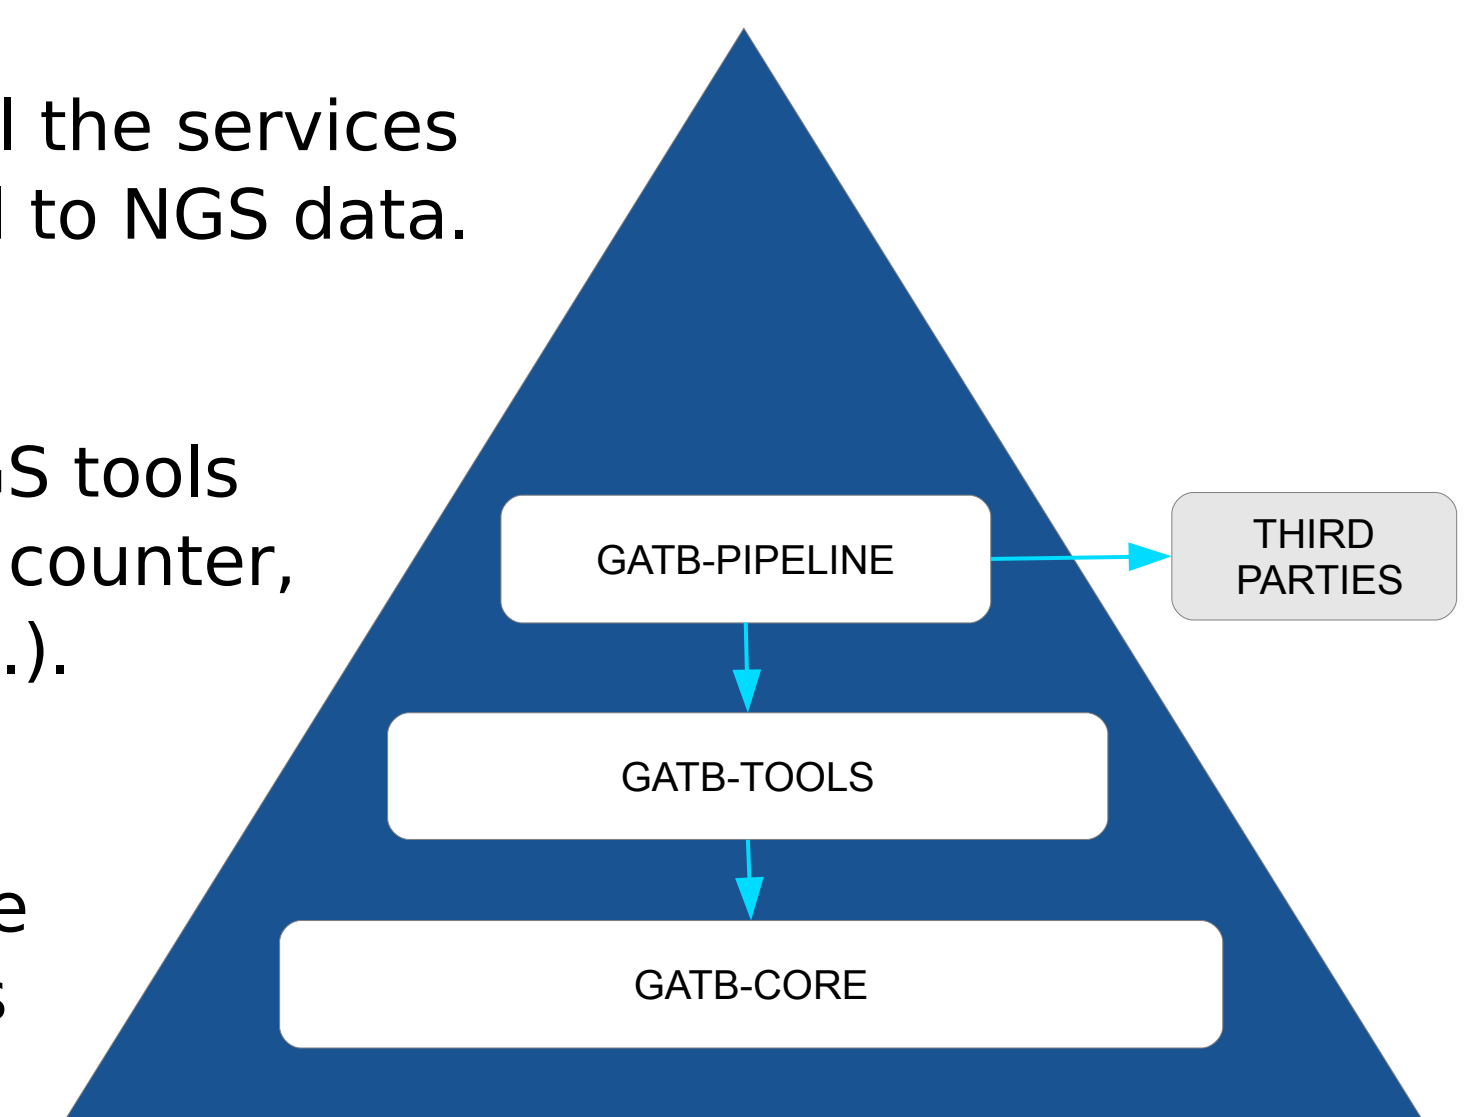 the services
to NGS data.
tools
counter,
.).
GATB-PIPELINE
THIRD
PARTIES
GATB-TOOLS
GATB-CORE